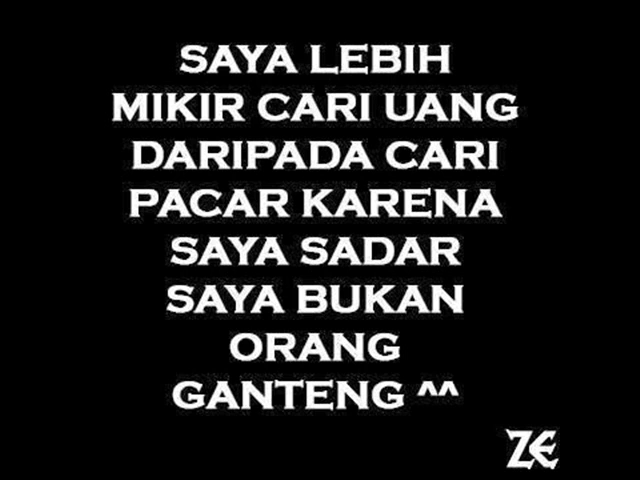 SAYA LEBIH
MIKIR CARI UANG
DARIPADA CARI
PACAR KARENA
SAYA SADAR
SAYA BUKAN
ORANG
GANTENG ^^
ZE